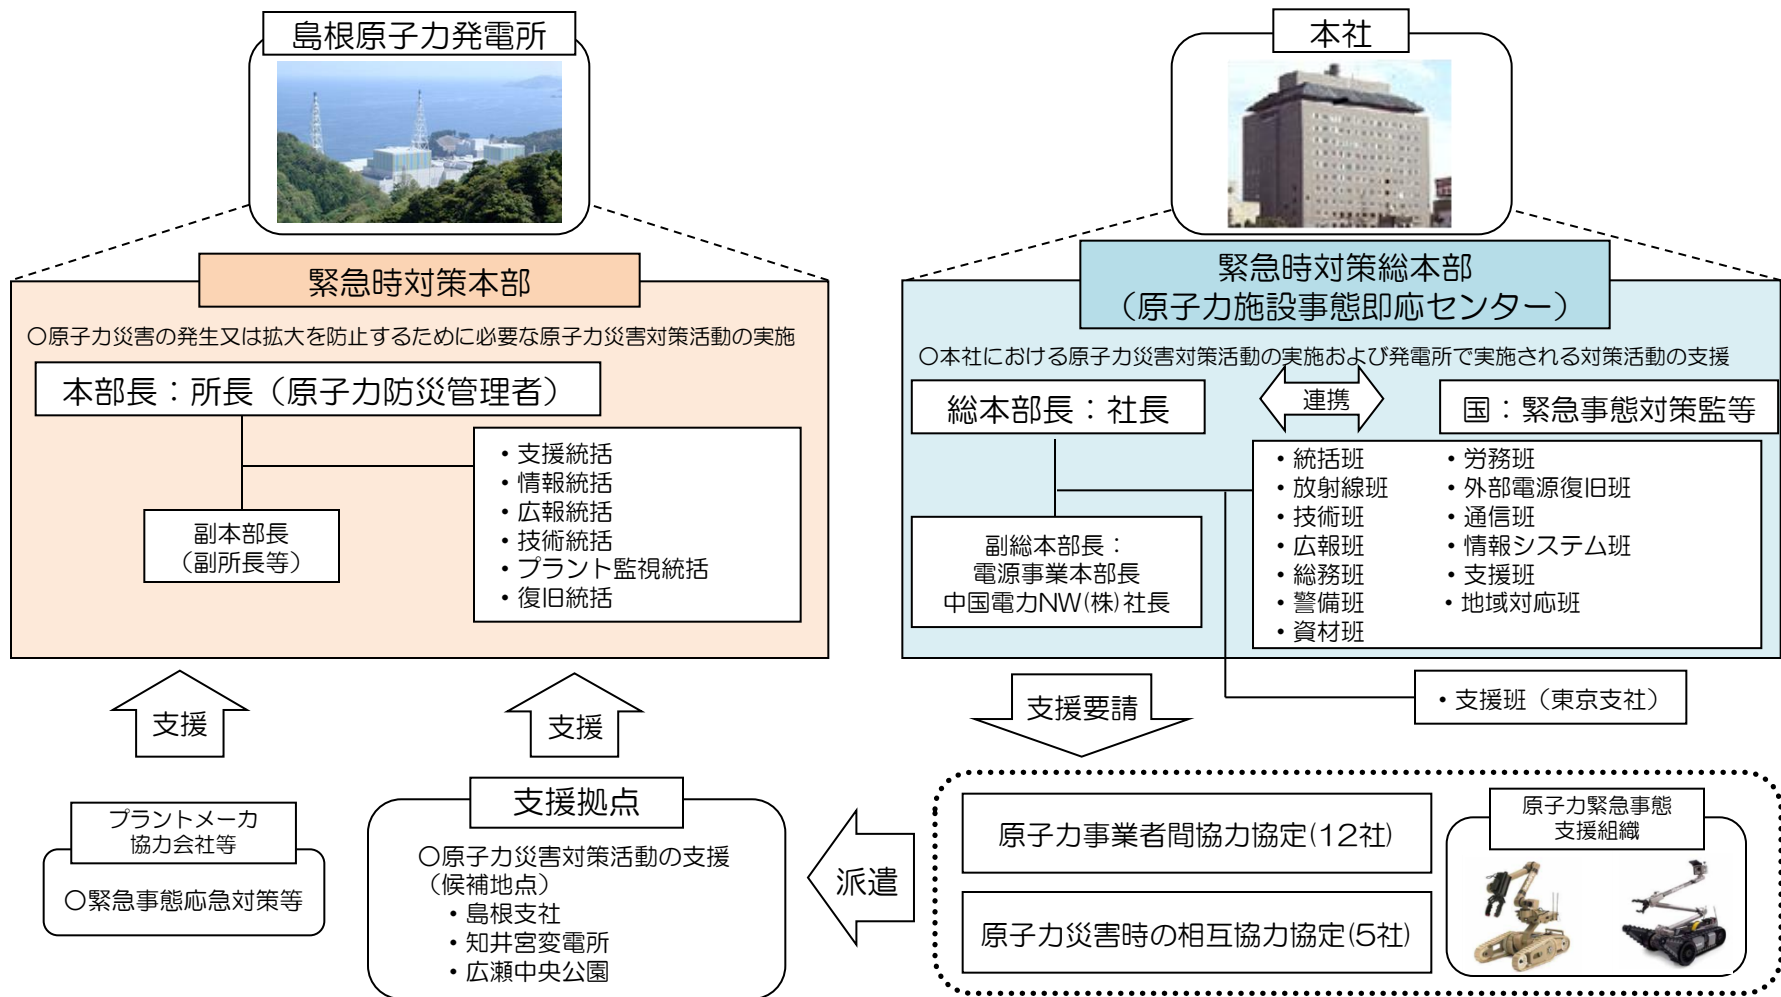 島根原子力発電所
緊急時対策本部
〇原子力災害の発生又は拡大を防止するために必要な原子力災害対策活動の実施
本部長：所長（原子力防災管理者）
・支援統括
・情報統括
・広報統括
・技術統括
・プラント監視統括
・復旧統括
副本部長
（副所長等）
本社
緊急時対策総本部
（原子力施設事態即応センター）
〇本社における原子力災害対策活動の実施および発電所で実施される対策活動の支援
総本部長：社長
連携
国：緊急事態対策監等
・統括班
・放射線班
・技術班
・広報班
・総務班
・警備班
・資材班
・労務班
・外部電源復旧班
・通信班
・情報システム班
・支援班
・地域対応班
副総本部長：
電源事業本部長
中国電力NW(株)社長
・支援班（東京支社）
支援
支援
支援要請
プラントメーカ
協力会社等
〇緊急事態応急対策等
支援拠点
〇原子力災害対策活動の支援
（候補地点）
・島根支社
・知井宮変電所
・広瀬中央公園
派遣
原子力事業者間協力協定(12社)
原子力災害時の相互協力協定(5社)
原子力緊急事態
支援組織